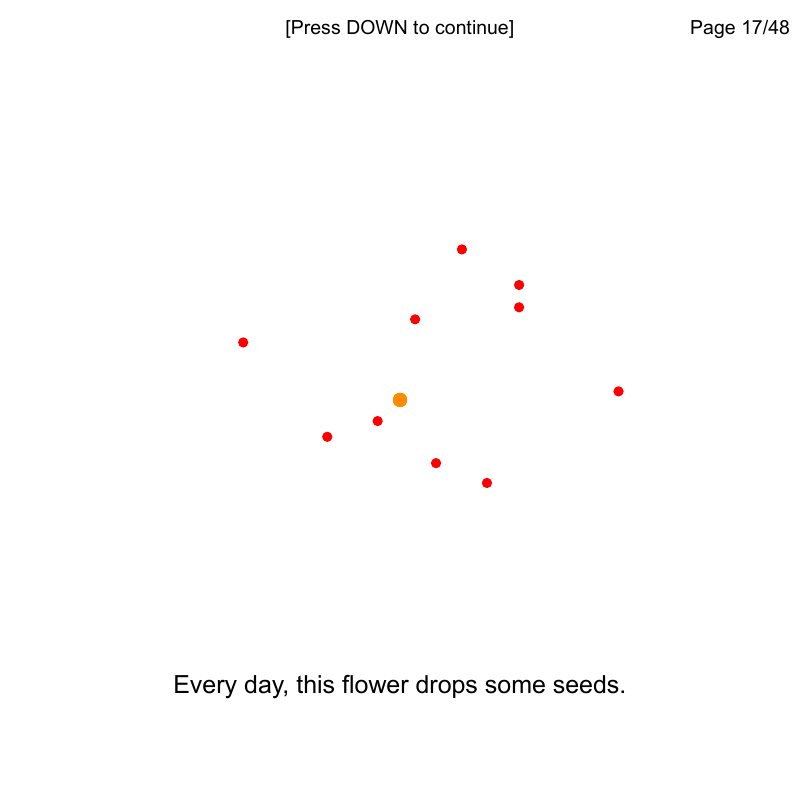 [Press DOWN to continue]
Page 17/48
Every day, this flower drops some seeds.